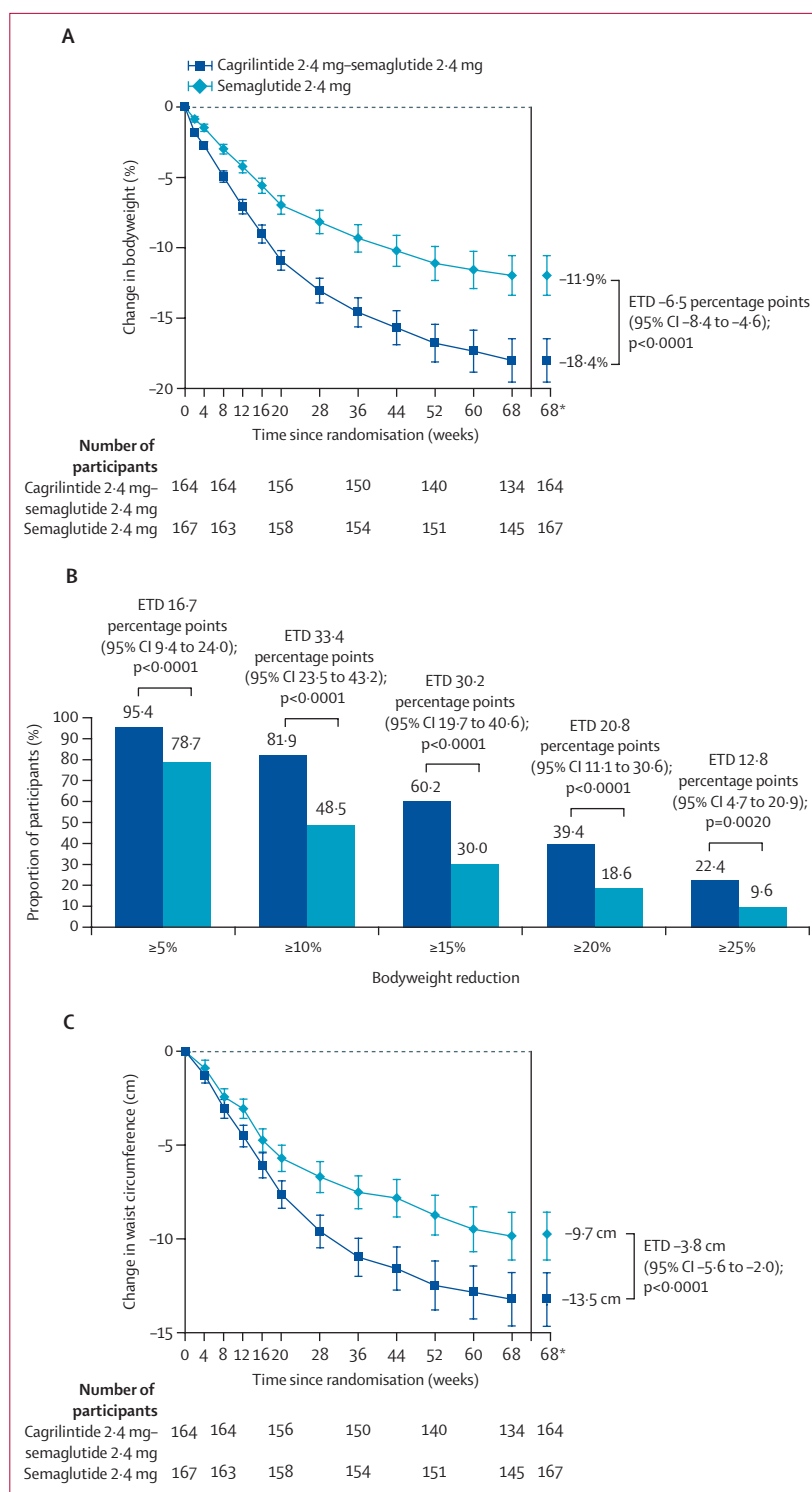 A
Cagrilintide 2·4 mg–semaglutide 2·4 mg
Semaglutide 2·4 mg
Change in bodyweight (%)
0
–5
–10
–15
–20
–11·9%
–18·4%
ETD –6·5 percentage points
(95% CI –8·4 to –4·6);
p<0·0001
0 4 8 12 16 20 28 36 44 52 60 68 68*
Time since randomisation (weeks)
Number of
participants
Cagrilintide 2·4 mg–
semaglutide 2·4 mg
164 164 156 150 140 134 164
Semaglutide 2·4 mg 167 163 158 154 151 145 167
B
ETD 16·7
percentage points
(95% CI 9·4 to 24·0);
p<0·0001
ETD 33·4
percentage points
(95% CI 23·5 to 43·2);
p<0·0001
ETD 30·2
percentage points
(95% CI 19·7 to 40·6);
p<0·0001
ETD 20·8
percentage points
(95% CI 11·1 to 30·6);
p<0·0001
ETD 12·8
percentage points
(95% CI 4·7 to 20·9);
p=0·0020
Proportion of participants (%)
100
90
80
70
60
50
40
30
20
10
0
95·4
78·7
81·9
48·5
60·2
30·0
39·4
18·6
22·4
9·6
≥5% ≥10% ≥15% ≥20% ≥25%
Bodyweight reduction
C
Change in waist circumference (cm)
0
–5
–10
–15
–9·7 cm
–13·5 cm
ETD –3·8 cm
(95% CI –5·6 to –2·0);
p<0·0001
0 4 8 12 16 20 28 36 44 52 60 68 68*
Time since randomisation (weeks)
Number of
participants
Cagrilintide 2·4 mg–
semaglutide 2·4 mg
164 164 156 150 140 134 164
Semaglutide 2·4 mg 167 163 158 154 151 145 167